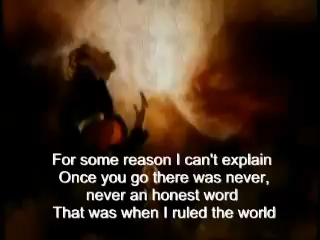 For some reason I can't explain
Once you go there was never,
never an honest word
That was when I ruled the world